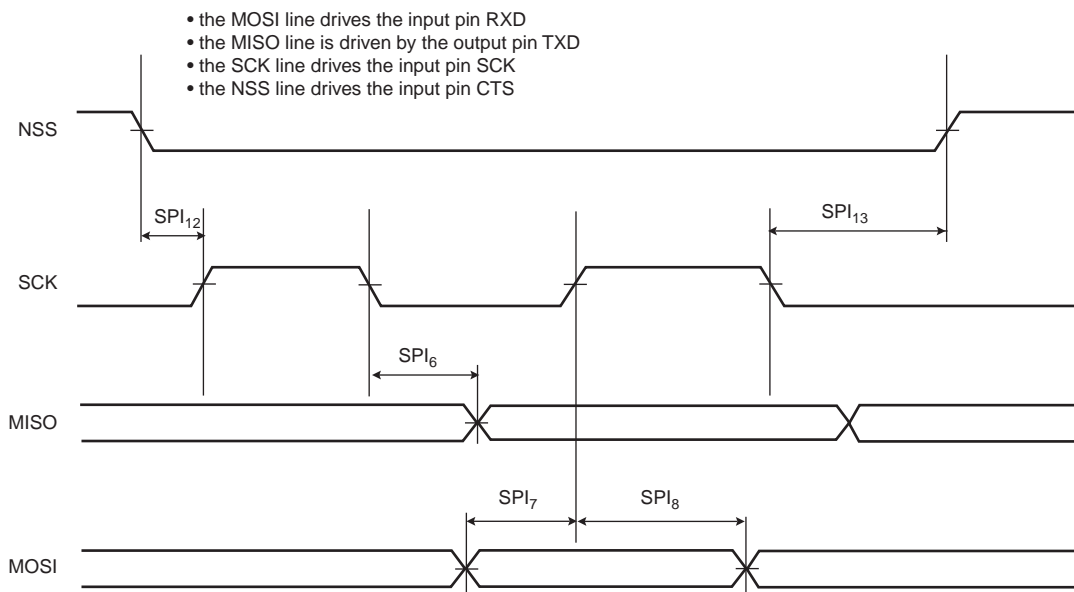 • the MOSI line drives the input pin RXD
• the MISO line is driven by the output pin TXD
• the SCK line drives the input pin SCK
• the NSS line drives the input pin CTS
NSS
SPI₁₂
SPI₁₃
SCK
SPI₆
MISO
SPI₇
SPI₈
MOSI